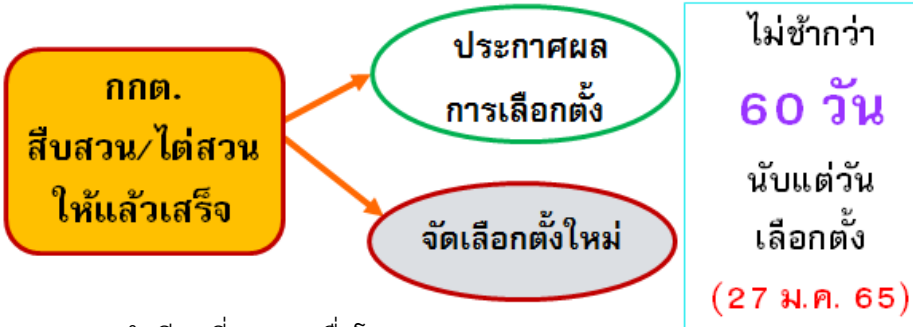 กกต.
สืบสวน/ไต่สวน
ให้แล้วเสร็จ
ประกาศผล
การเลือกตั้ง
จัดเลือกตั้งใหม่
ไม่ช้ากว่า
60 วัน
นับแต่วัน
เลือกตั้ง
(27 ม.ค. 65)